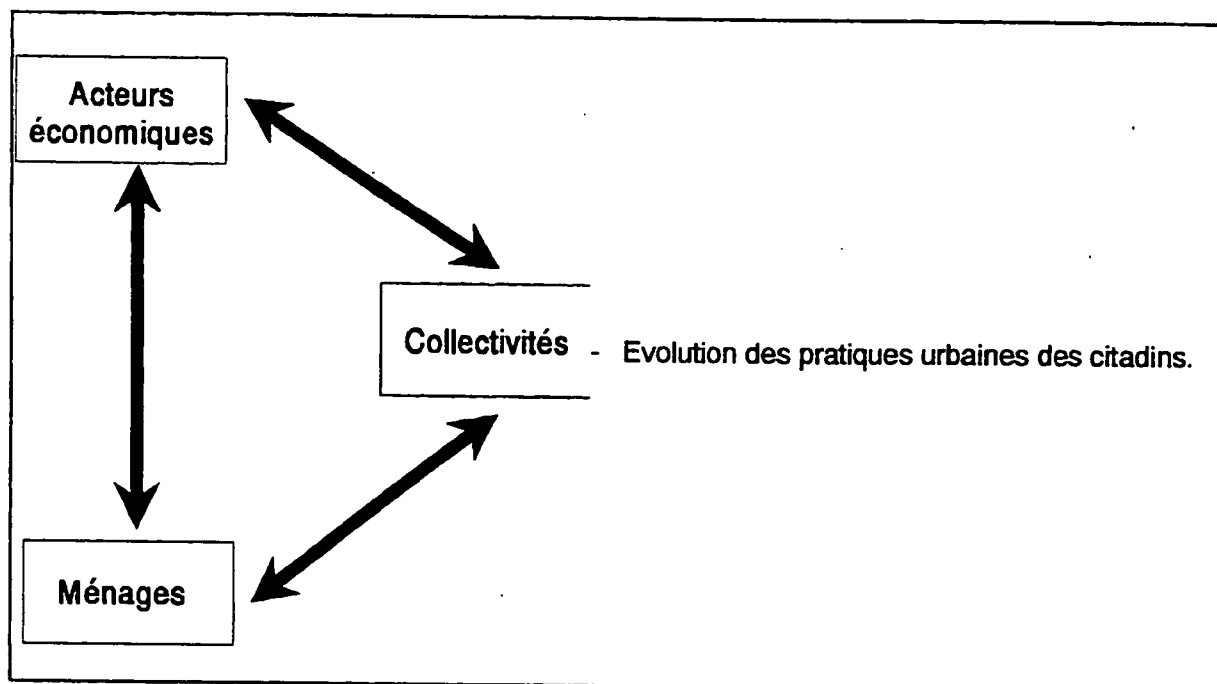 Acteurs
économiques
Collectivités - Evolution des pratiques urbaines des citadins.
Ménages